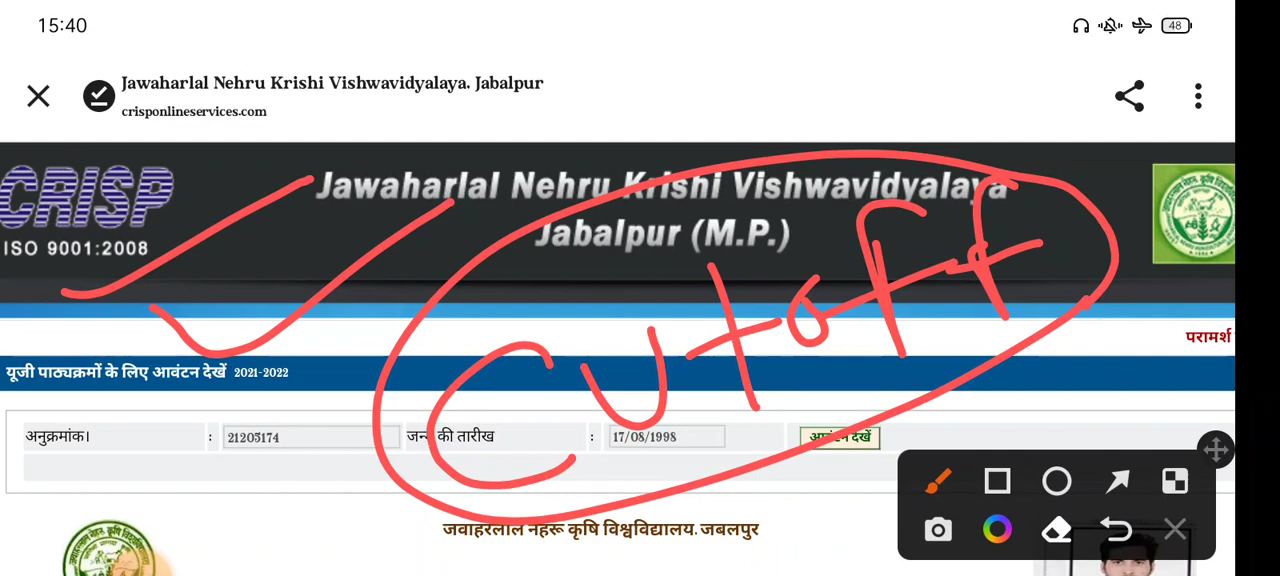 15:40
48
Jawaharlal Nehru Krishi Vishwavidyalaya. Jabalpur
crisponlineservices.com
CRISP
ISO 9001:2008
Jawaharlal Nehru Krishi Vishwavidyalaya
Jabalpur (M.P.)
cutoff
परामर्श
यूजी पाठ्यक्रमों के लिए आवंटन देखें 2021-2022
अनुक्रमांक। : 21205174 जन्म की तारीख : 17/08/1998 आवंटन देखें
जवाहरलाल नेहरू कृषि विश्वविद्यालय. जबलपुर